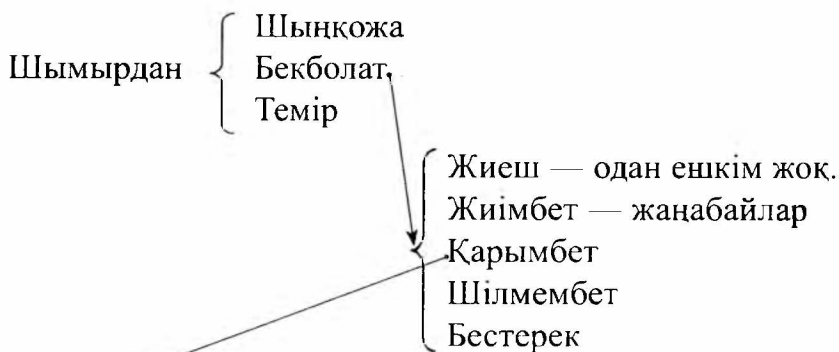 Шыңқожа
Шымырдан Бекболат
Темір
Жиеш — одан ешкім жоқ.
Жиімбет — жаңабайлар
Қарымбет
Шілмембет
Бестерек